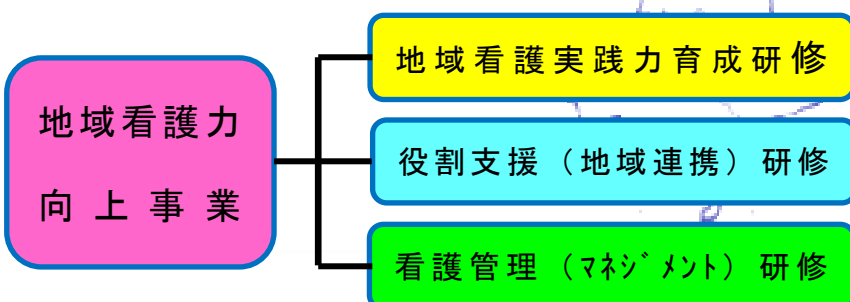 地域看護力
向上事業
地域看護実践力育成研修
役割支援（地域連携）研修
看護管理（ﾏﾈｼﾞﾒﾝﾄ）研修